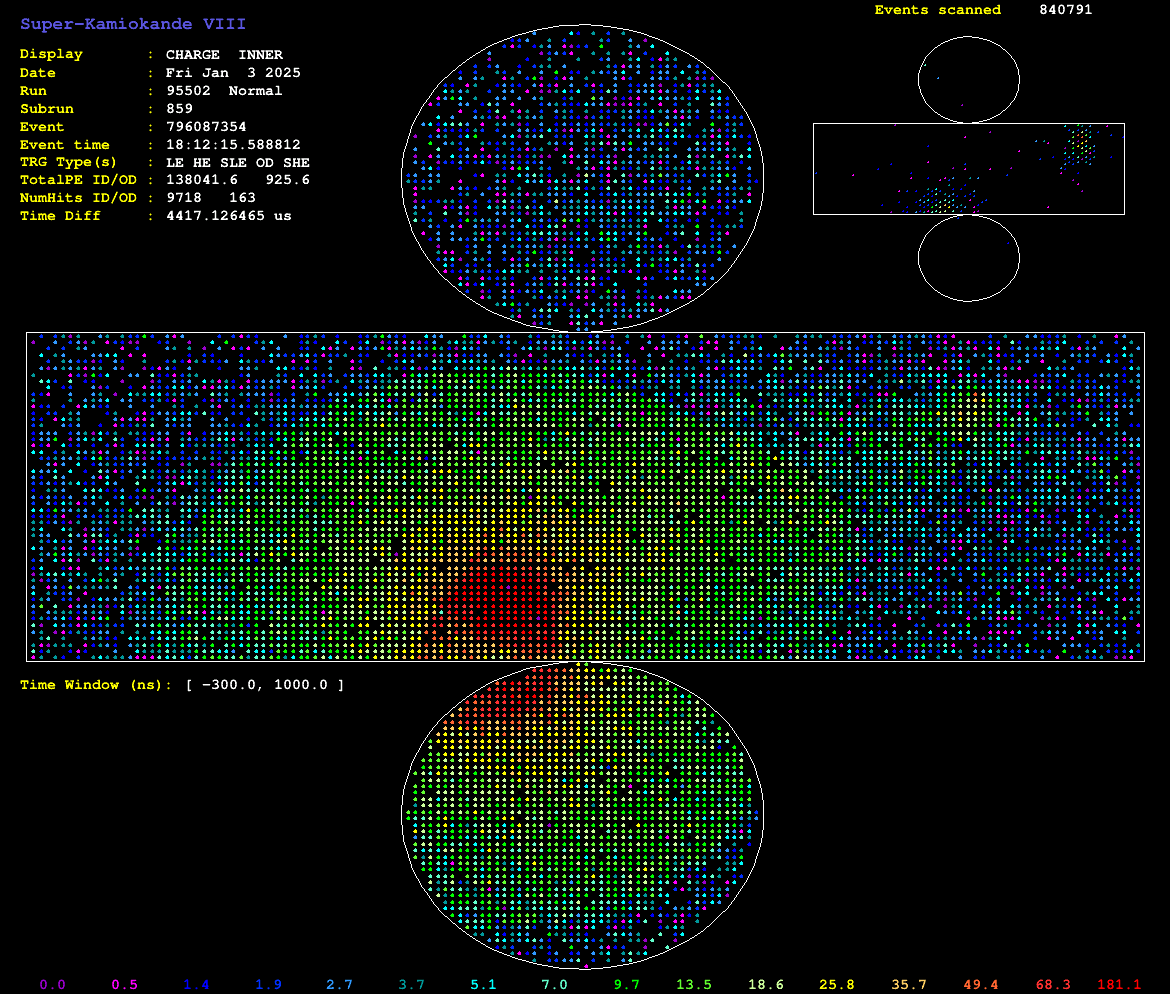 Super-Kamiokande VIII
Events scanned 840791
Display : CHARGE INNER
Date : Fri Jan 3 2025
Run : 95502 Normal
Subrun : 859
Event : 796087354
Event time : 18:12:15.588812
TRG Type(s) : LE HE SLE OD SHE
TotalPE ID/OD : 138041.6 925.6
NumHits ID/OD : 9718 163
Time Diff : 4417.126465 us
Time Window (ns): [ −300.0, 1000.0 ]
0.0 0.5 1.4 1.9 2.7 3.7 5.1 7.0 9.7 13.5 18.6 25.8 35.7 49.4 68.3 181.1